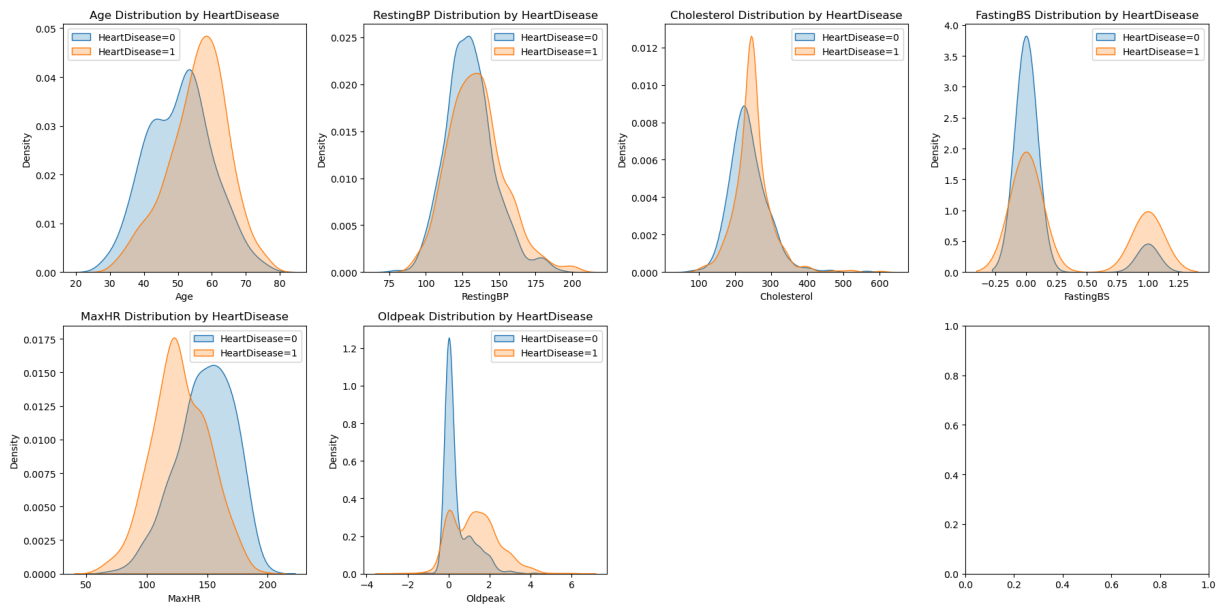 Age Distribution by HeartDisease
HeartDisease=0
HeartDisease=1
0.05
0.04
0.03
0.02
0.01
0.00
Density
20 30 40 50 60 70 80
Age
RestingBP Distribution by HeartDisease
HeartDisease=0
HeartDisease=1
0.025
0.020
0.015
0.010
0.005
0.000
Density
75 100 125 150 175 200
RestingBP
Cholesterol Distribution by HeartDisease
HeartDisease=0
HeartDisease=1
0.012
0.010
0.008
0.006
0.004
0.002
0.000
Density
100 200 300 400 500 600
Cholesterol
FastingBS Distribution by HeartDisease
HeartDisease=0
HeartDisease=1
4.0
3.5
3.0
2.5
2.0
1.5
1.0
0.5
0.0
Density
−0.25 0.00 0.25 0.50 0.75 1.00 1.25
FastingBS
MaxHR Distribution by HeartDisease
HeartDisease=0
HeartDisease=1
0.0175
0.0150
0.0125
0.0100
0.0075
0.0050
0.0025
0.0000
Density
50 100 150 200
MaxHR
Oldpeak Distribution by HeartDisease
HeartDisease=0
HeartDisease=1
1.2
1.0
0.8
0.6
0.4
0.2
0.0
Density
−4 −2 0 2 4 6
Oldpeak
1.0
0.8
0.6
0.4
0.2
0.0
0.0 0.2 0.4 0.6 0.8 1.0